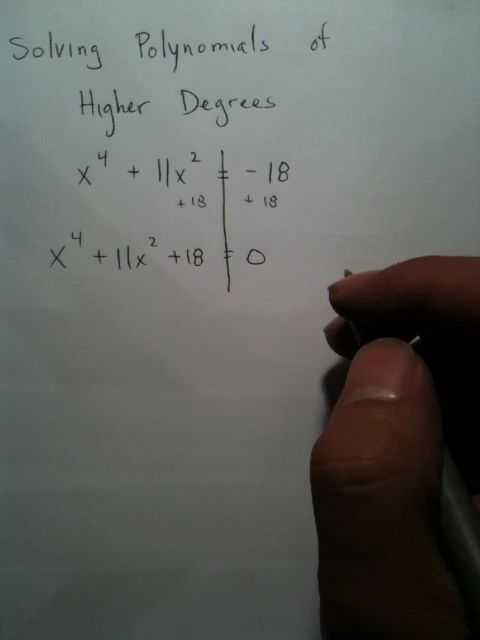 Solving Polynomials of
Higher Degrees
x⁴ + 11x² = - 18
+18 + 18
x⁴ + 11x² + 18 = 0